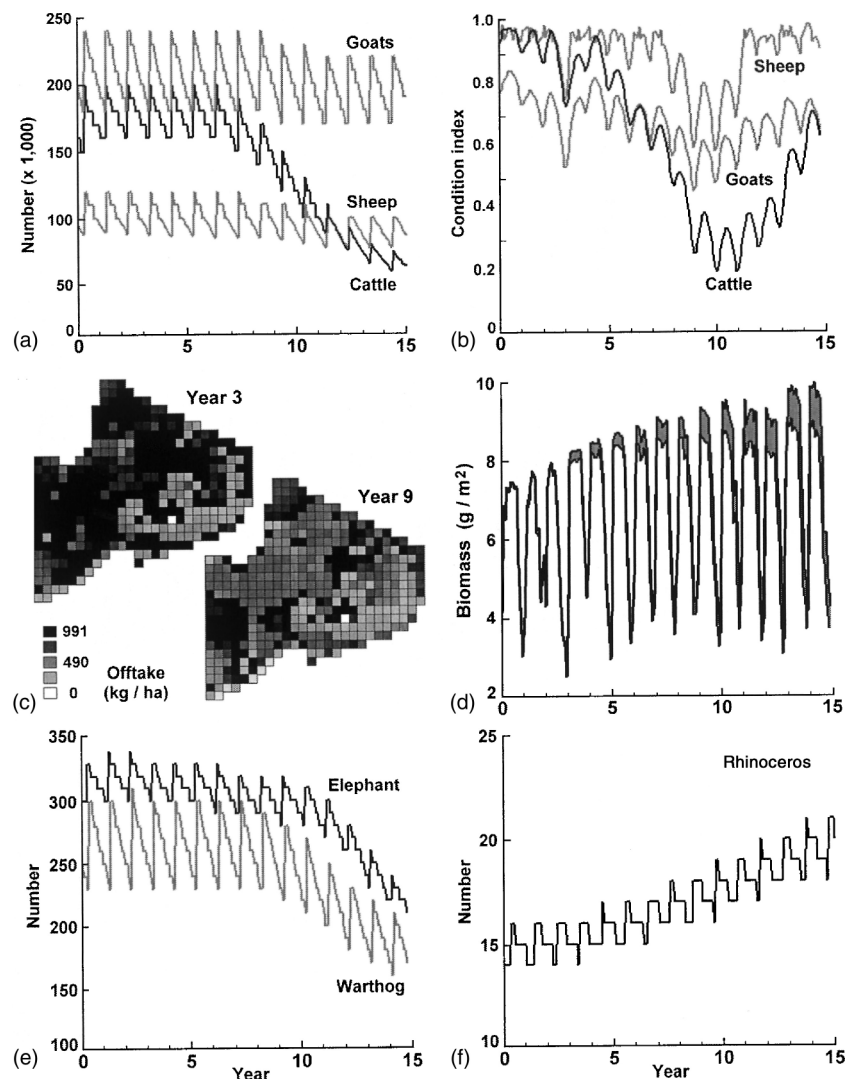 250
200
150
100
50
0
Number (x 1,000)
Goats
Sheep
Cattle
0 5 10 15
(a)
1.0
0.8
0.6
0.4
0.2
0
Condition index
Sheep
Goats
Cattle
0 5 10 15
(b)
Year 3
Year 9
991
490
0
Offtake
(kg / ha)
(c)
10
8
6
4
2
Biomass (g / m²)
0 5 10 15
(d)
350
300
250
200
150
100
Number
Elephant
Warthog
0 5 10 15
Year
(e)
25
20
15
10
Number
Rhinoceros
0 5 10 15
Year
(f)